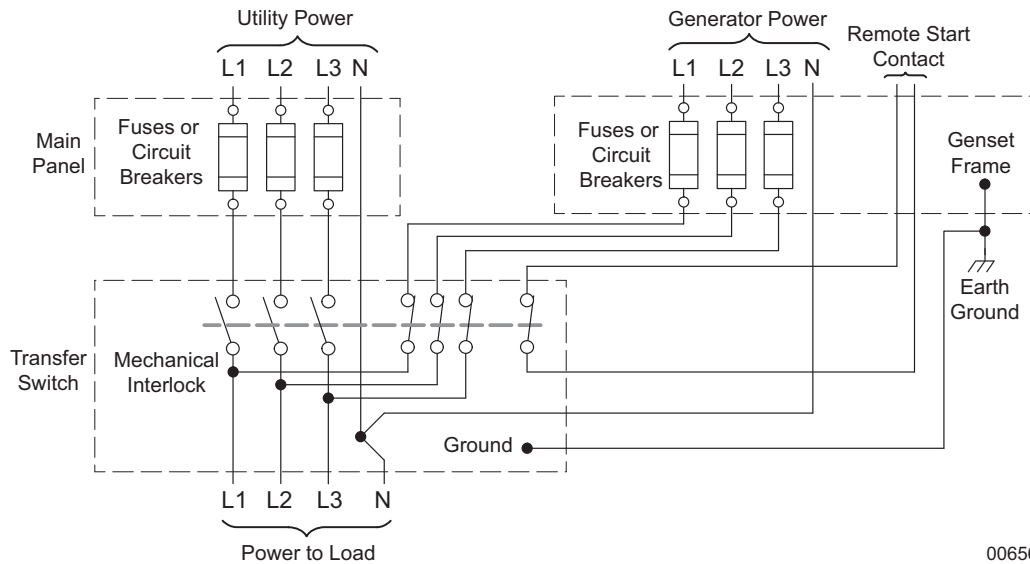 Utility Power
Generator Power
Remote Start
Contact
L1 L2 L3 N
L1 L2 L3 N
Main
Panel
Fuses or
Circuit
Breakers
Fuses or
Circuit
Breakers
Genset
Frame
Earth
Ground
Transfer
Switch
Mechanical
Interlock
Ground
L1 L2 L3 N
Power to Load